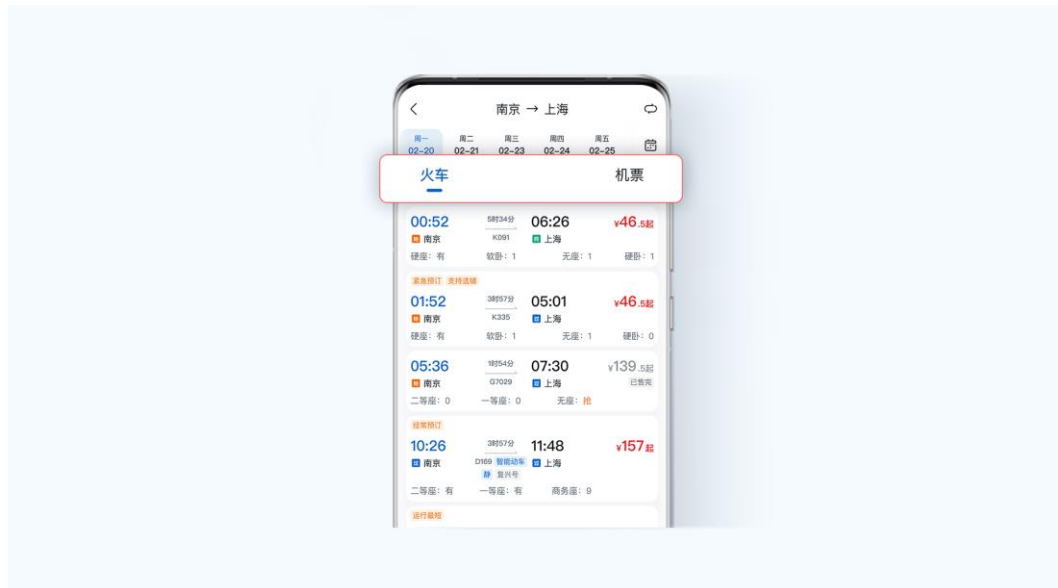 南京 → 上海
周一 周二 周三 周四 周五
02-20 02-21 02-23 02-24 02-25
火车 机票
00:52 5时34分 06:26 ¥46.5起
南京 K091 上海
硬座：有 软卧：1 无座：1 硬卧：1
紧急预订 支持选铺
01:52 3时57分 05:01 ¥46.5起
始 南京 K335 过 上海
硬座：有 软卧：1 无座：1 硬卧：0
05:36 1时54分 07:30 ¥139.5起
始 南京 G7029 过 上海 已售完
二等座：0 一等座：0 无座：抢
经常预订
10:26 3时57分 11:48 ¥157起
过 南京 D169 智能动车 过 上海
静 复兴号
二等座：有 一等座：有 商务座：9
运行最短